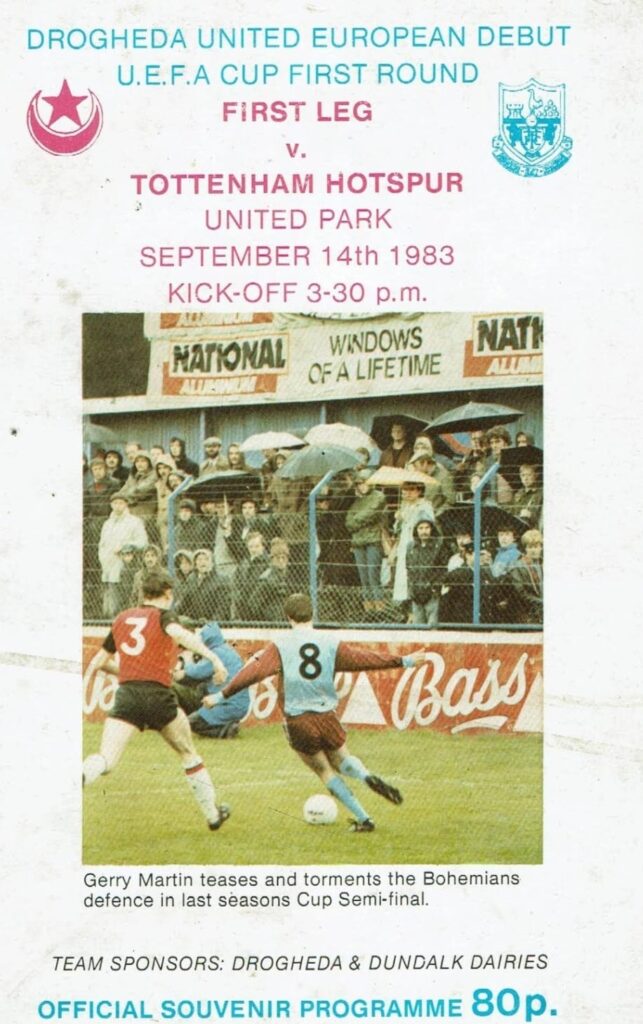 DROGHEDA UNITED EUROPEAN DEBUT
U.E.F.A CUP FIRST ROUND
FIRST LEG
v.
TOTTENHAM HOTSPUR
UNITED PARK
SEPTEMBER 14th 1983
KICK-OFF 3-30 p.m.
NATIONAL
ALUMINIUM
WINDOWS
OF A LIFETIME
3
8
Bass
Gerry Martin teases and torments the Bohemians
defence in last seasons Cup Semi-final.
TEAM SPONSORS: DROGHEDA & DUNDALK DAIRIES
OFFICIAL SOUVENIR PROGRAMME 80p.